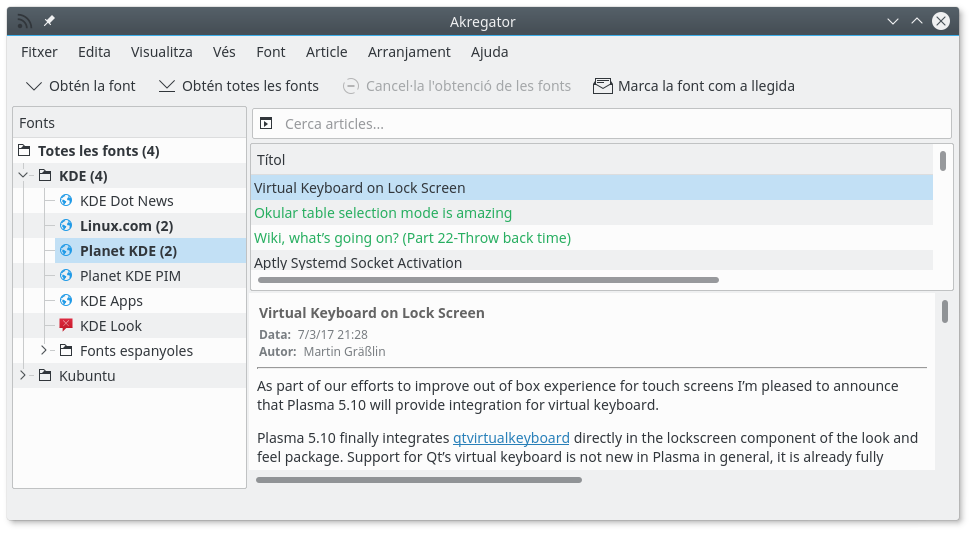 Akregator
Fitxer Edita Visualitza Vés Font Article Arranjament Ajuda
Obtén la font Obtén totes les fonts Cancel·la l'obtenció de les fonts Marca la font com a llegida
Fonts
Totes les fonts (4)
KDE (4)
KDE Dot News
Linux.com (2)
Planet KDE (2)
Planet KDE PIM
KDE Apps
KDE Look
Fonts espanyoles
Kubuntu
Cerca articles...
Títol
Virtual Keyboard on Lock Screen
Okular table selection mode is amazing
Wiki, what’s going on? (Part 22-Throw back time)
Aptly Systemd Socket Activation
Virtual Keyboard on Lock Screen
Data: 7/3/17 21:28
Autor: Martin Gräßlin
As part of our efforts to improve out of box experience for touch screens I’m pleased to announce
that Plasma 5.10 will provide integration for virtual keyboard.
Plasma 5.10 finally integrates qtvirtualkeyboard directly in the lockscreen component of the look and
feel package. Support for Qt’s virtual keyboard is not new in Plasma in general, it is already fully